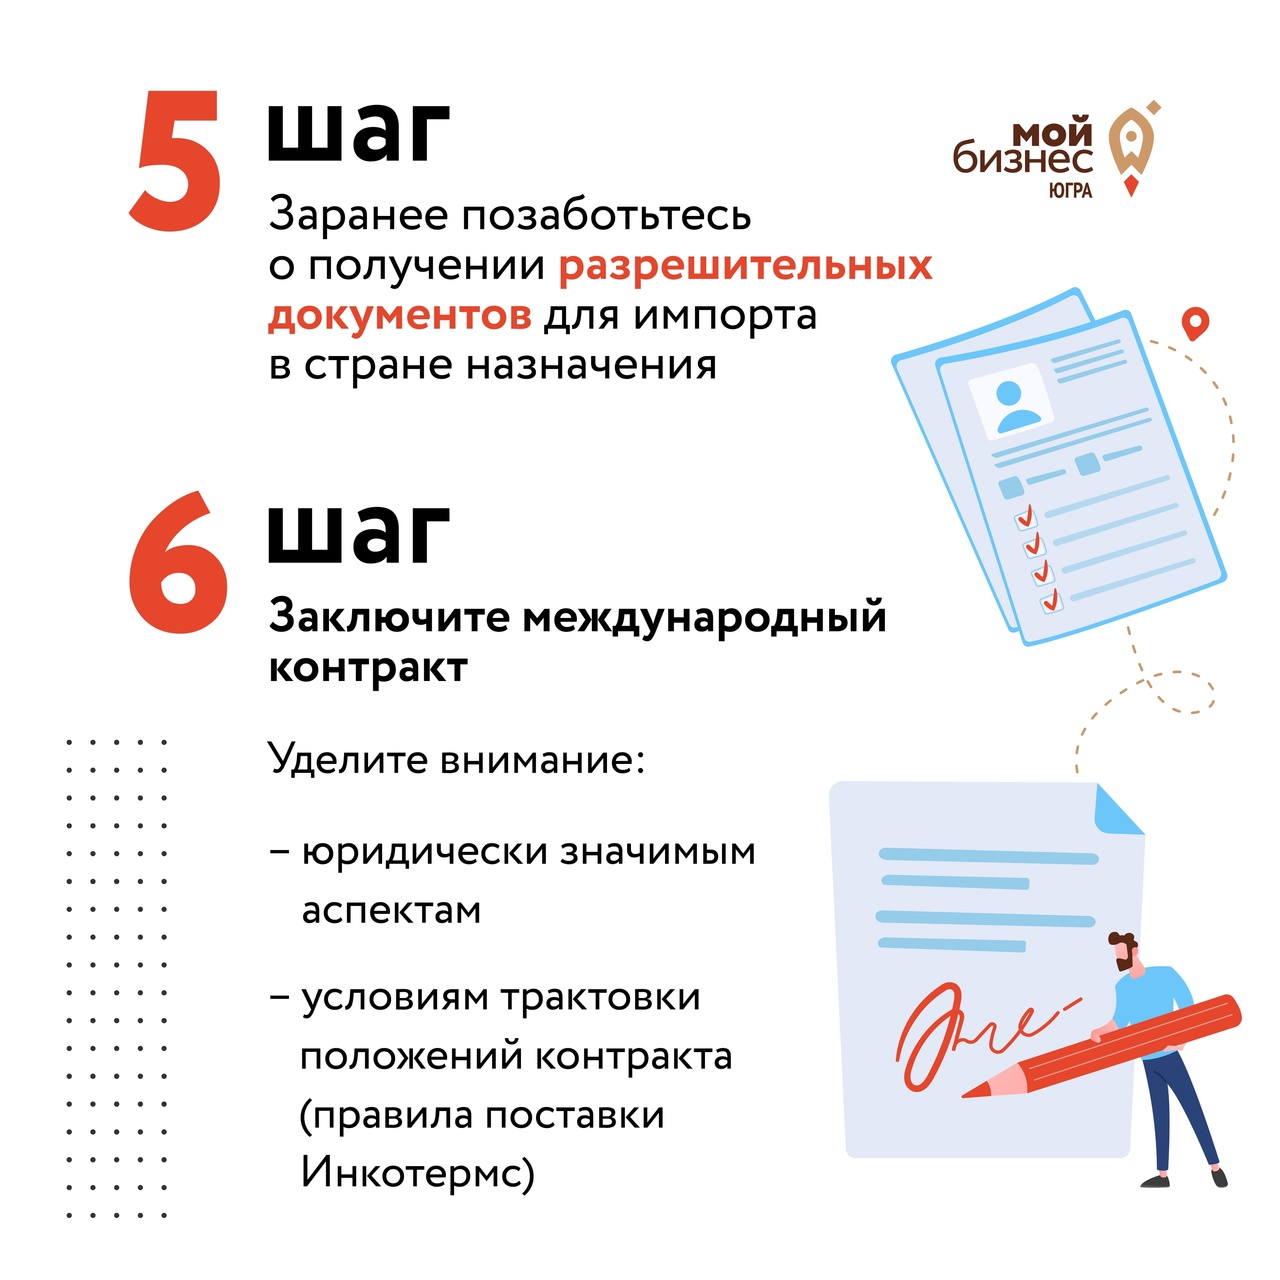 5 шаг
Заранее позаботьтесь
о получении разрешительных
документов для импорта
в стране назначения
мой
бизнес
ЮГРА
6 шаг
Заключите международный
контракт
Уделите внимание:
– юридически значимым
аспектам
– условиям трактовки
положений контракта
(правила поставки
Инкотермс)